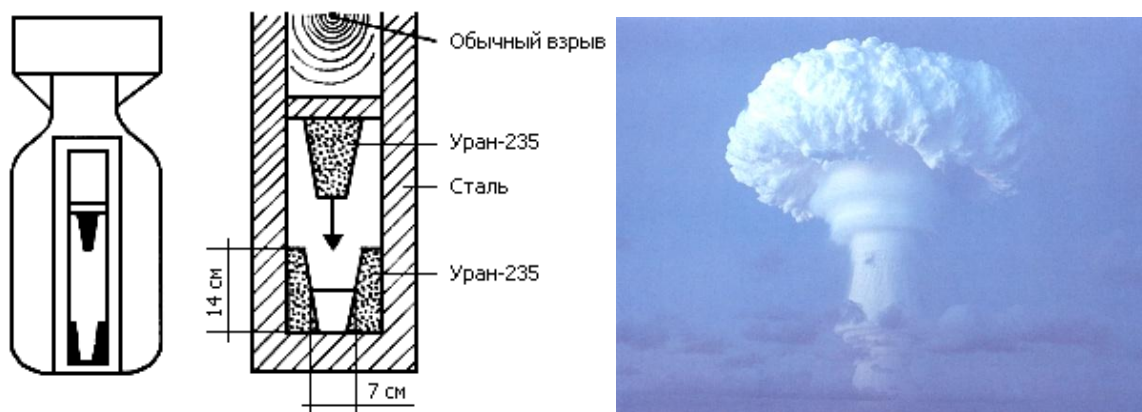 Обычный взрыв
Уран-235
Сталь
Уран-235
14 см
7 см